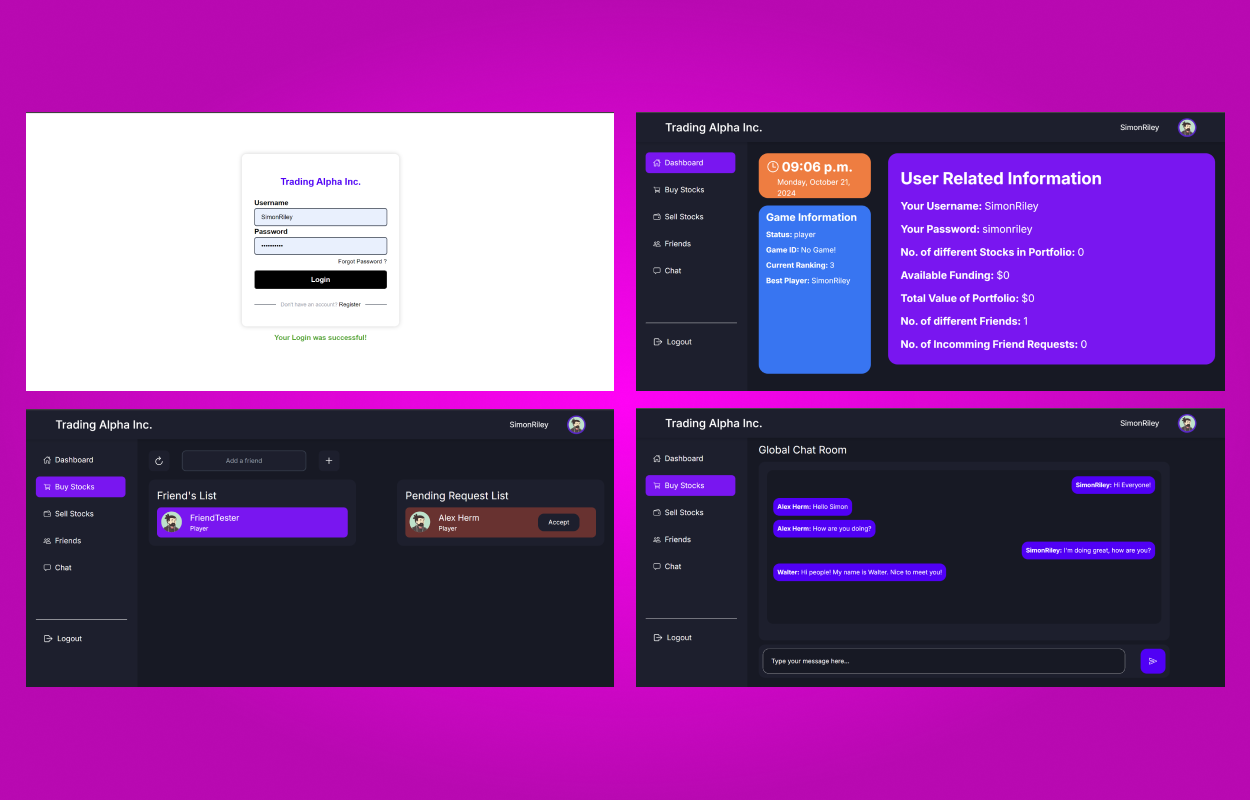 Trading Alpha Inc.
Username
SimonRiley
Password
••••••••••
Forgot Password ?
Login
Don't have an account? Register
Your Login was successful!
Trading Alpha Inc.
SimonRiley
Dashboard
Buy Stocks
Sell Stocks
Friends
Chat
Logout
09:06 p.m.
Monday, October 21,
2024
Game Information
Status: player
Game ID: No Game!
Current Ranking: 3
Best Player: SimonRiley
User Related Information
Your Username: SimonRiley
Your Password: simonriley
No. of different Stocks in Portfolio: 0
Available Funding: $0
Total Value of Portfolio: $0
No. of different Friends: 1
No. of Incomming Friend Requests: 0
Trading Alpha Inc.
SimonRiley
Dashboard
Buy Stocks
Sell Stocks
Friends
Chat
Logout
Add a friend
+
Friend's List
FriendTester
Player
Pending Request List
Alex Herm
Player
Accept
Trading Alpha Inc.
SimonRiley
Dashboard
Buy Stocks
Sell Stocks
Friends
Chat
Logout
Global Chat Room
SimonRiley: Hi Everyone!
Alex Herm: Hello Simon
Alex Herm: How are you doing?
SimonRiley: I'm doing great, how are you?
Walter: Hi people! My name is Walter. Nice to meet you!
Type your message here...